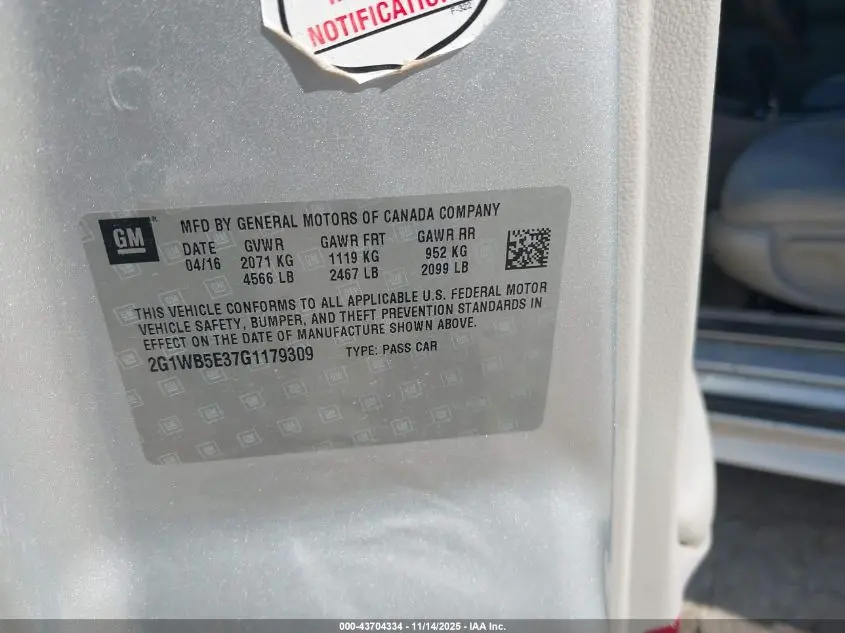 NOTIFICATION
F-322
GM
MFD BY GENERAL MOTORS OF CANADA COMPANY
DATE GVWR GAWR FRT GAWR RR
04/16 2071 KG 1119 KG 952 KG
4566 LB 2467 LB 2099 LB
THIS VEHICLE CONFORMS TO ALL APPLICABLE U.S. FEDERAL MOTOR
VEHICLE SAFETY, BUMPER, AND THEFT PREVENTION STANDARDS IN
EFFECT ON THE DATE OF MANUFACTURE SHOWN ABOVE.
2G1WB5E37G1179309 TYPE: PASS CAR
000-43704334 - 11/14/2025 - IAA Inc.